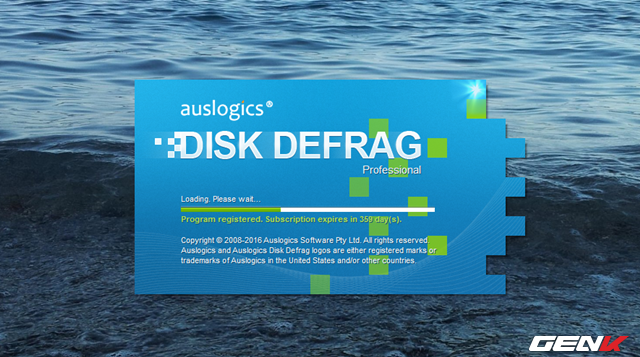 auslogics®
DISK DEFRAG
Professional
Loading. Please wait...
Program registered. Subscription expires in 359 day(s).
Copyright © 2008-2016 Auslogics Software Pty Ltd. All rights reserved.
Auslogics and Auslogics Disk Defrag logos are either registered marks or
trademarks of Auslogics in the United States and/or other countries.
GENK